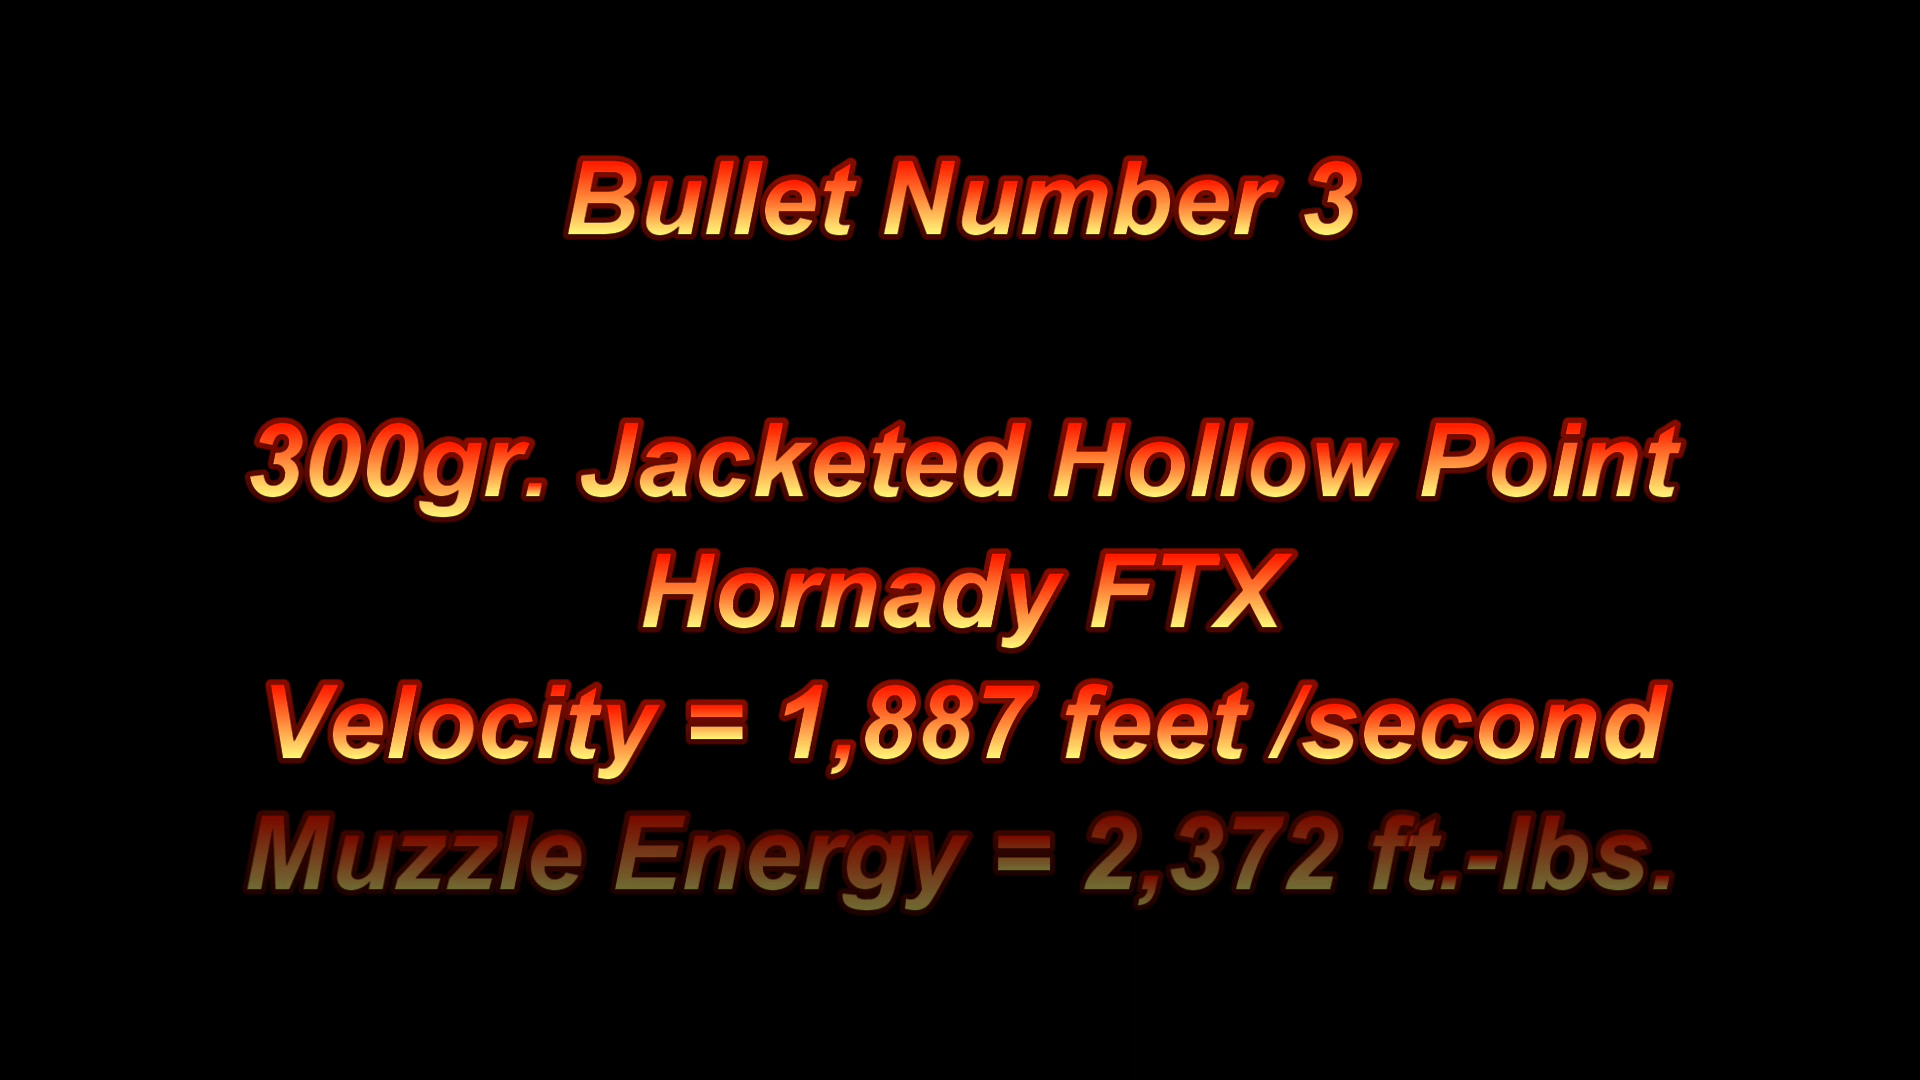 Bullet Number 3
300gr. Jacketed Hollow Point
Hornady FTX
Velocity = 1,887 feet /second
Muzzle Energy = 2,372 ft.-lbs.